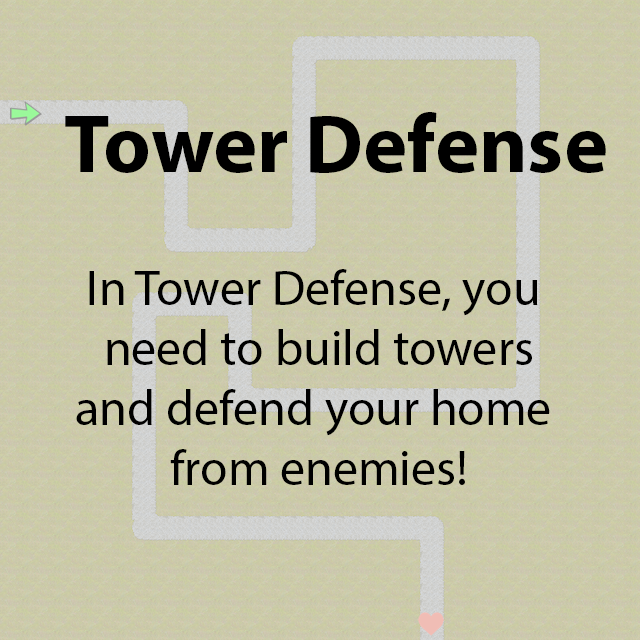 Tower Defense
In Tower Defense, you
need to build towers
and defend your home
from enemies!